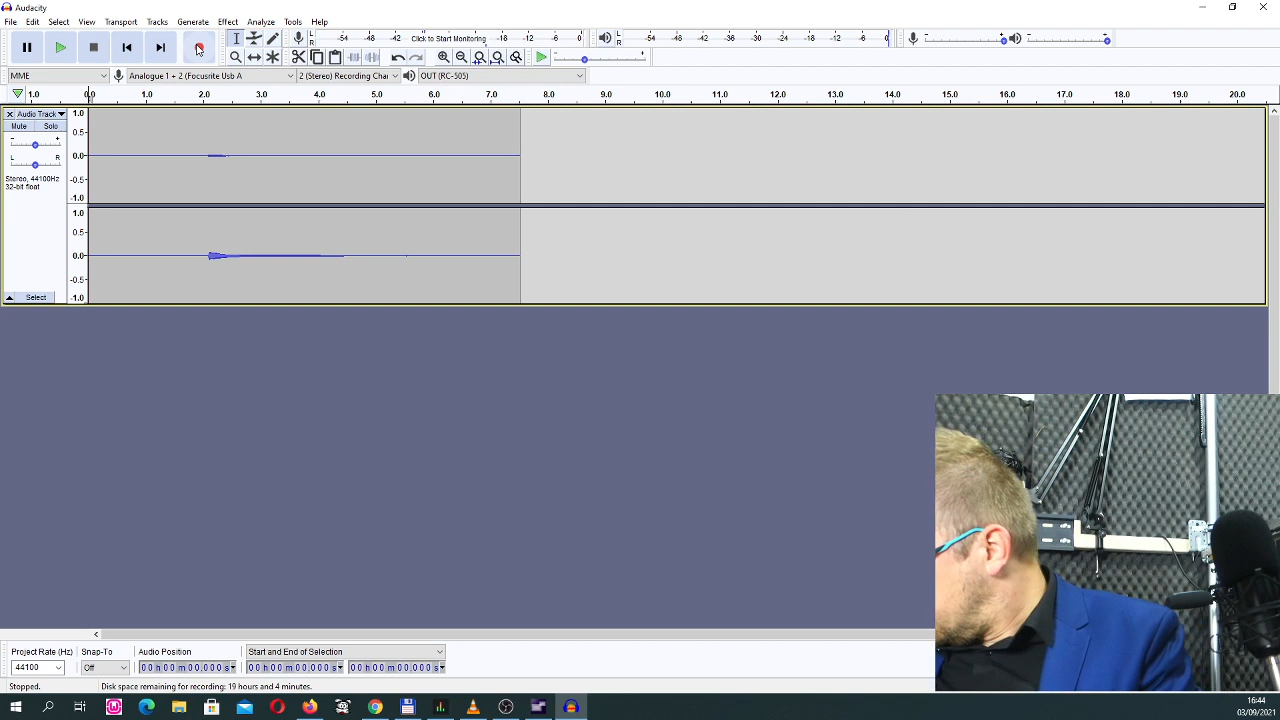 Audacity
File Edit Select View Transport Tracks Generate Effect Analyze Tools Help
L R -54 -48 -42 Click to Start Monitoring -18 -12 -6 0 L R -54 -48 -42 -36 -30 -24 -18 -12 -6 0 - + - +
- +
MME Analogue 1 + 2 (Focusrite Usb A 2 (Stereo) Recording Cha OUT (RC-505)
1.0 0.0 1.0 2.0 3.0 4.0 5.0 6.0 7.0 8.0 9.0 10.0 11.0 12.0 13.0 14.0 15.0 16.0 17.0 18.0 19.0 20.0
Audio Track 1.0
Mute Solo
- + 0.5
L R 0.0
Stereo, 44100Hz -0.5
32-bit float
-1.0
1.0
0.5
0.0
-0.5
Select -1.0
Project Rate (Hz) Snap-To Audio Position Start and End of Selection
44100 Off 00 h 00 m 00.000 s 00 h 00 m 00.000 s 00 h 00 m 00.000 s
Stopped. Disk space remaining for recording: 19 hours and 4 minutes.
16:44
03/09/2021